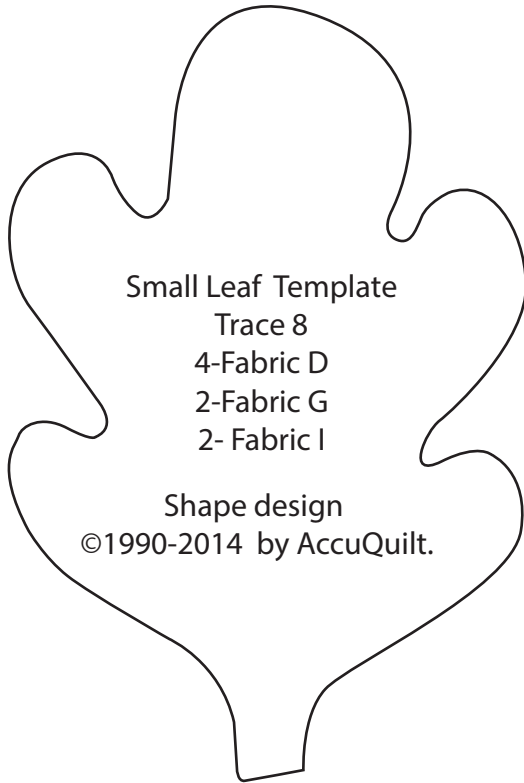 Small Leaf  Template
Trace 8
4-Fabric D
2-Fabric G
2- Fabric I
Shape design
©1990-2014  by AccuQuilt.